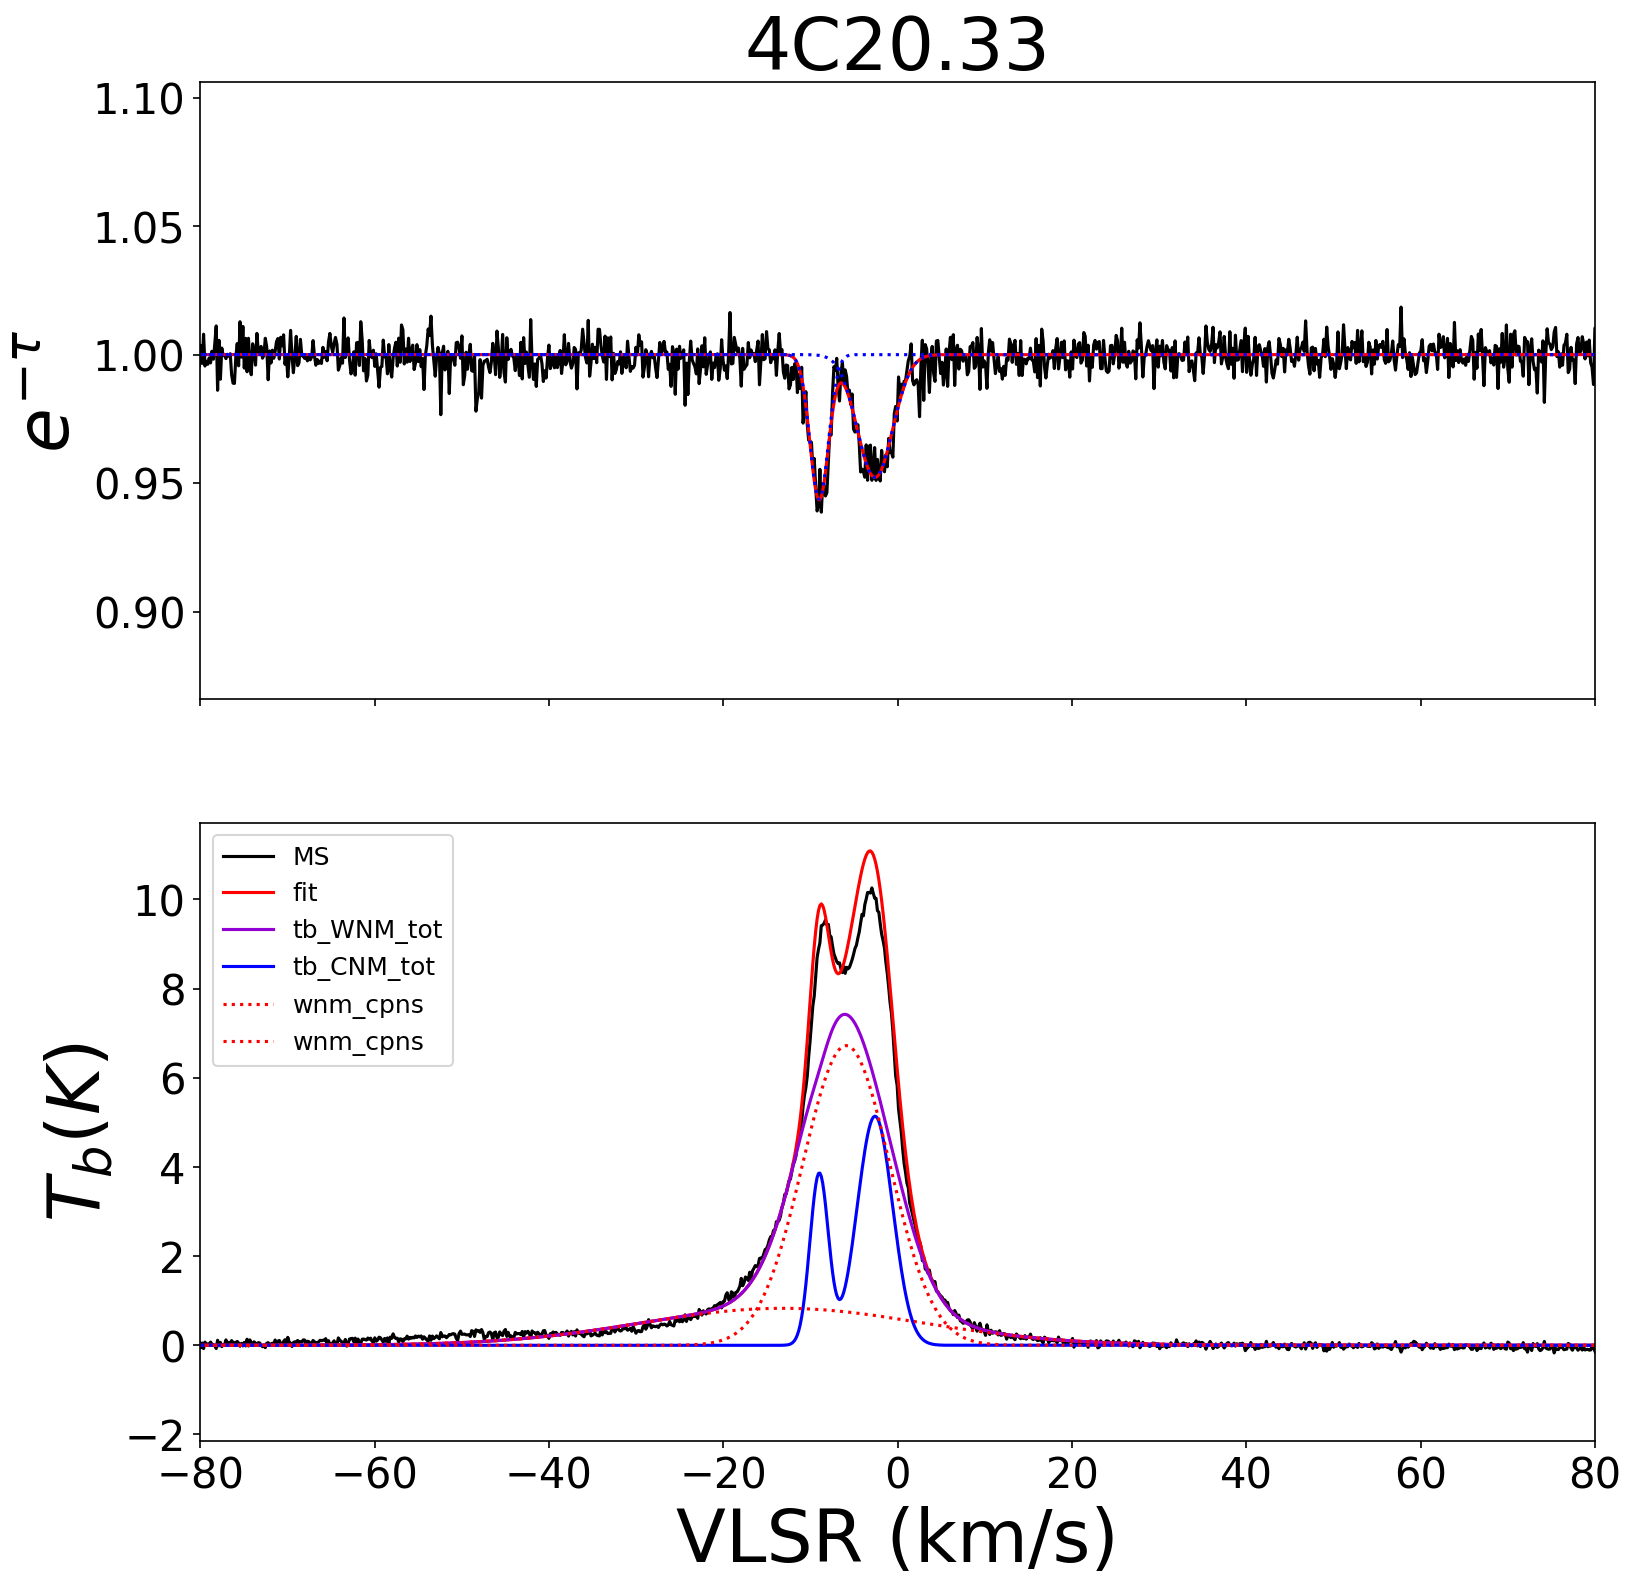 4C20.33
1.10
1.05
1.00
0.95
0.90
e^{-τ}
MS
fit
tb_WNM_tot
tb_CNM_tot
wnm_cpns
wnm_cpns
10
8
6
4
2
0
−2
T_b(K)
−80 −60 −40 −20 0 20 40 60 80
VLSR (km/s)